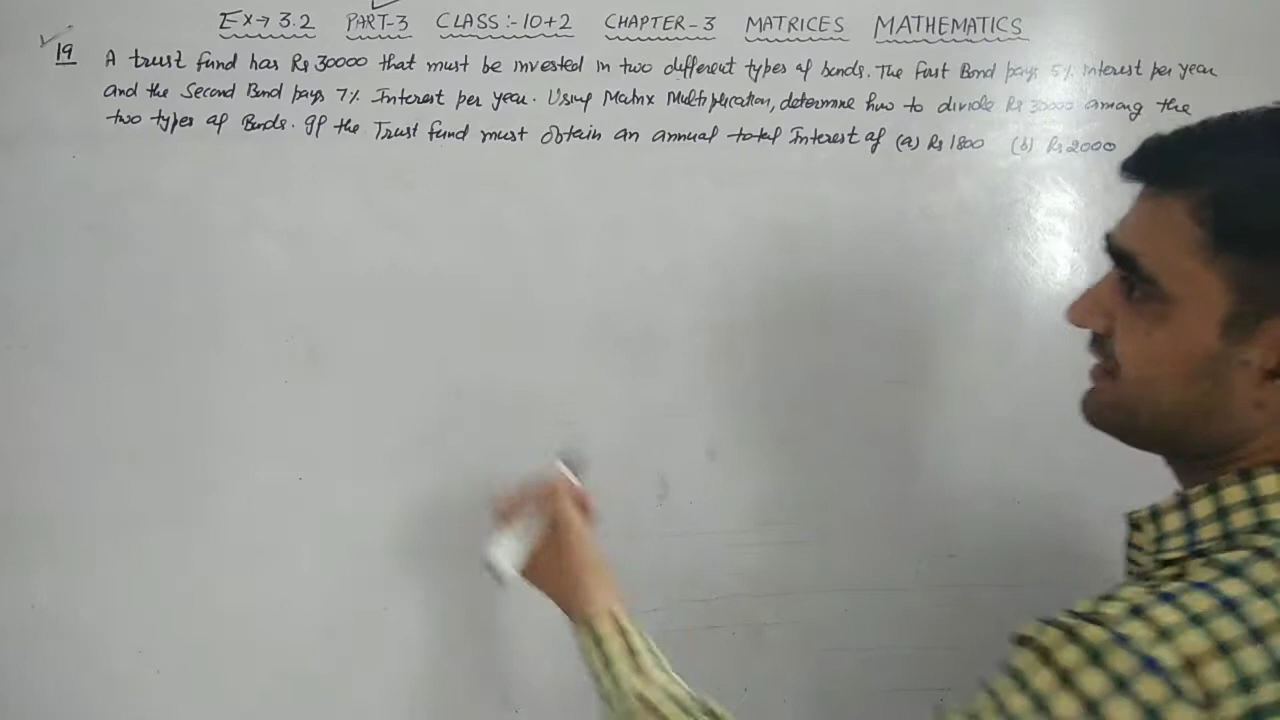 EX→ 3.2 PART-3 CLASS:-10+2 CHAPTER-3 MATRICES MATHEMATICS
19 A trust fund has Rs 30000 that must be invested in two different types of bonds. The First Bond pays 5% interest per year
and the Second Bond pays 7% Interest per year. Using Matrix Multiplication, determine how to divide Rs 30000 among the
two types of Bonds. If the Trust fund must obtain an annual total Interest of (a) Rs 1800 (b) Rs 2000